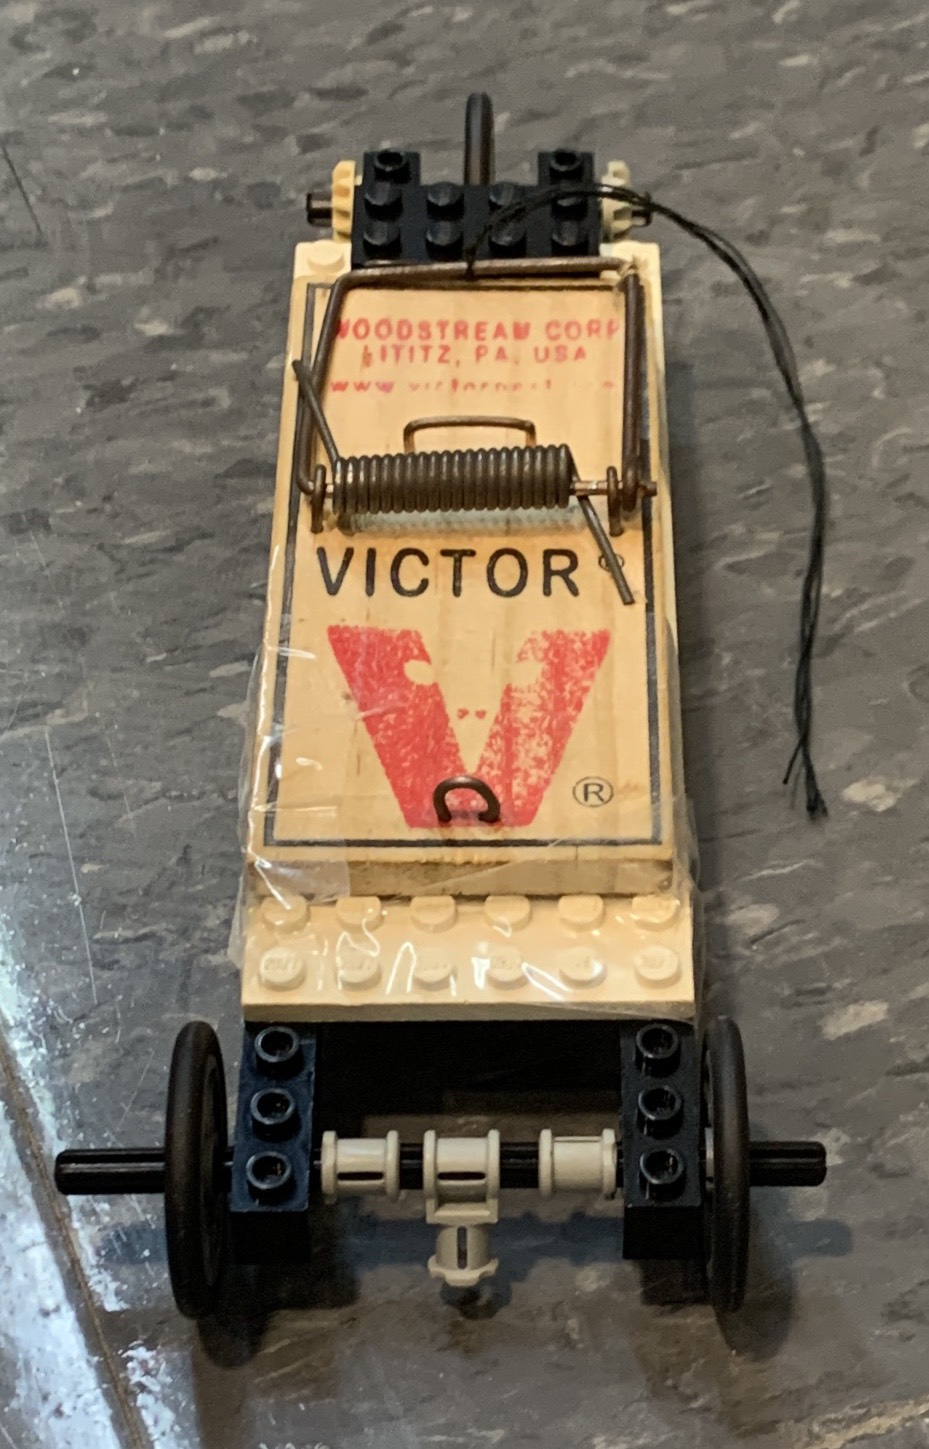 WOODSTREAM CORP
LITITZ, PA, USA
VICTOR®
V
®